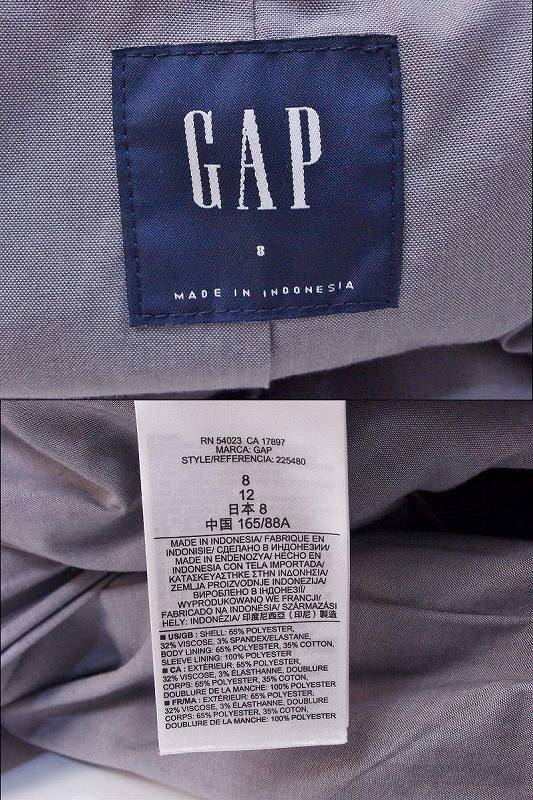 GAP
8
MADE IN INDONESIA
RN 54023 CA 17897
MARCA: GAP
STYLE/REFERENCIA: 225480
8
12
日本 8
中国 165/88A
MADE IN INDONESIA/ FABRIQUE EN
INDONISIE/ СДЕЛАНО В ИНДОНЕЗИИ/
MADE IN ENDENOZYA/ HECHO EN
INDONESIA CON TELA IMPORTADA/
ΚΑΤΑΣΚΕΥΑΣΤΗΚΕ ΣΤΗΝ ΙΝΔΟΝΗΣΙΑ/
ZEMLJA PROIZVODNJE INDONEZIJA/
ВИРОБЛЕНО В ІНДОНЕЗІЇ/
WYPRODUKOWANO WE FRANCJI/
FABRICADO NA INDONÉSIA/ SZÁRMAZÁSI
HELY: INDONÉZIA/ 印度尼西亞 (印尼) 製造
■ US/GB : SHELL: 65% POLYESTER,
32% VISCOSE, 3% SPANDEX/ELASTANE,
BODY LINING: 65% POLYESTER, 35% COTTON,
SLEEVE LINING: 100% POLYESTER
■ CA : EXTÉRIEUR: 65% POLYESTER,
32% VISCOSE, 3% ÉLASTHANNE, DOUBLURE
CORPS: 65% POLYESTER, 35% COTON,
DOUBLURE DE LA MANCHE: 100% POLYESTER
■ FR/MA : EXTÉRIEUR: 65% POLYESTER,
32% VISCOSE, 3% ÉLASTHANNE, DOUBLURE
CORPS: 65% POLYESTER, 35% COTON,
DOUBLURE DE LA MANCHE: 100% POLYESTER